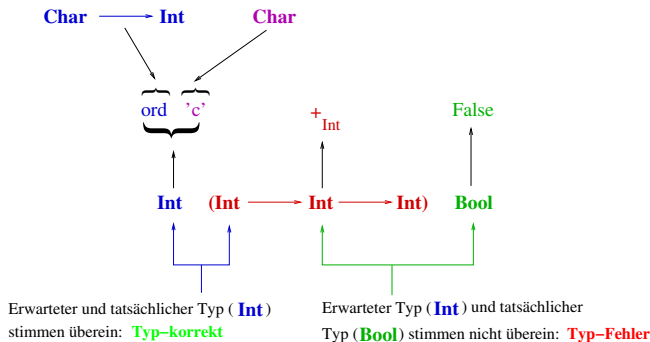 Char Int Char
ord 'c' +Int False
Int (Int Int Int) Bool
Erwarteter und tatsächlicher Typ (Int)
stimmen überein: Typ−korrekt
Erwarteter Typ (Int) und tatsächlicher
Typ (Bool) stimmen nicht überein: Typ−Fehler